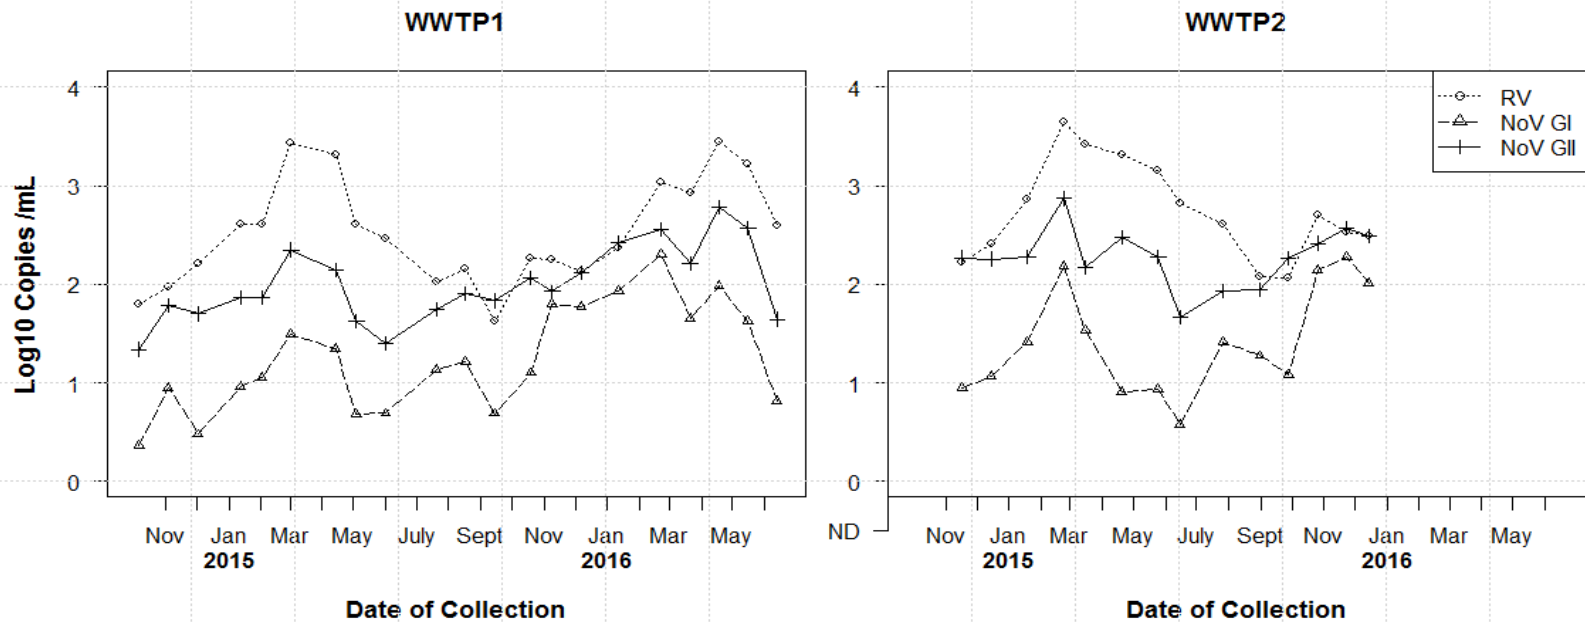 WWTP1
WWTP2
Log10 Copies /mL
4
3
2
1
0
Nov Jan Mar May July Sept Nov Jan Mar May
2015 2016
Date of Collection
4
3
2
1
0
ND
RV
NoV GI
NoV GII
Nov Jan Mar May July Sept Nov Jan Mar May
2015 2016
Date of Collection